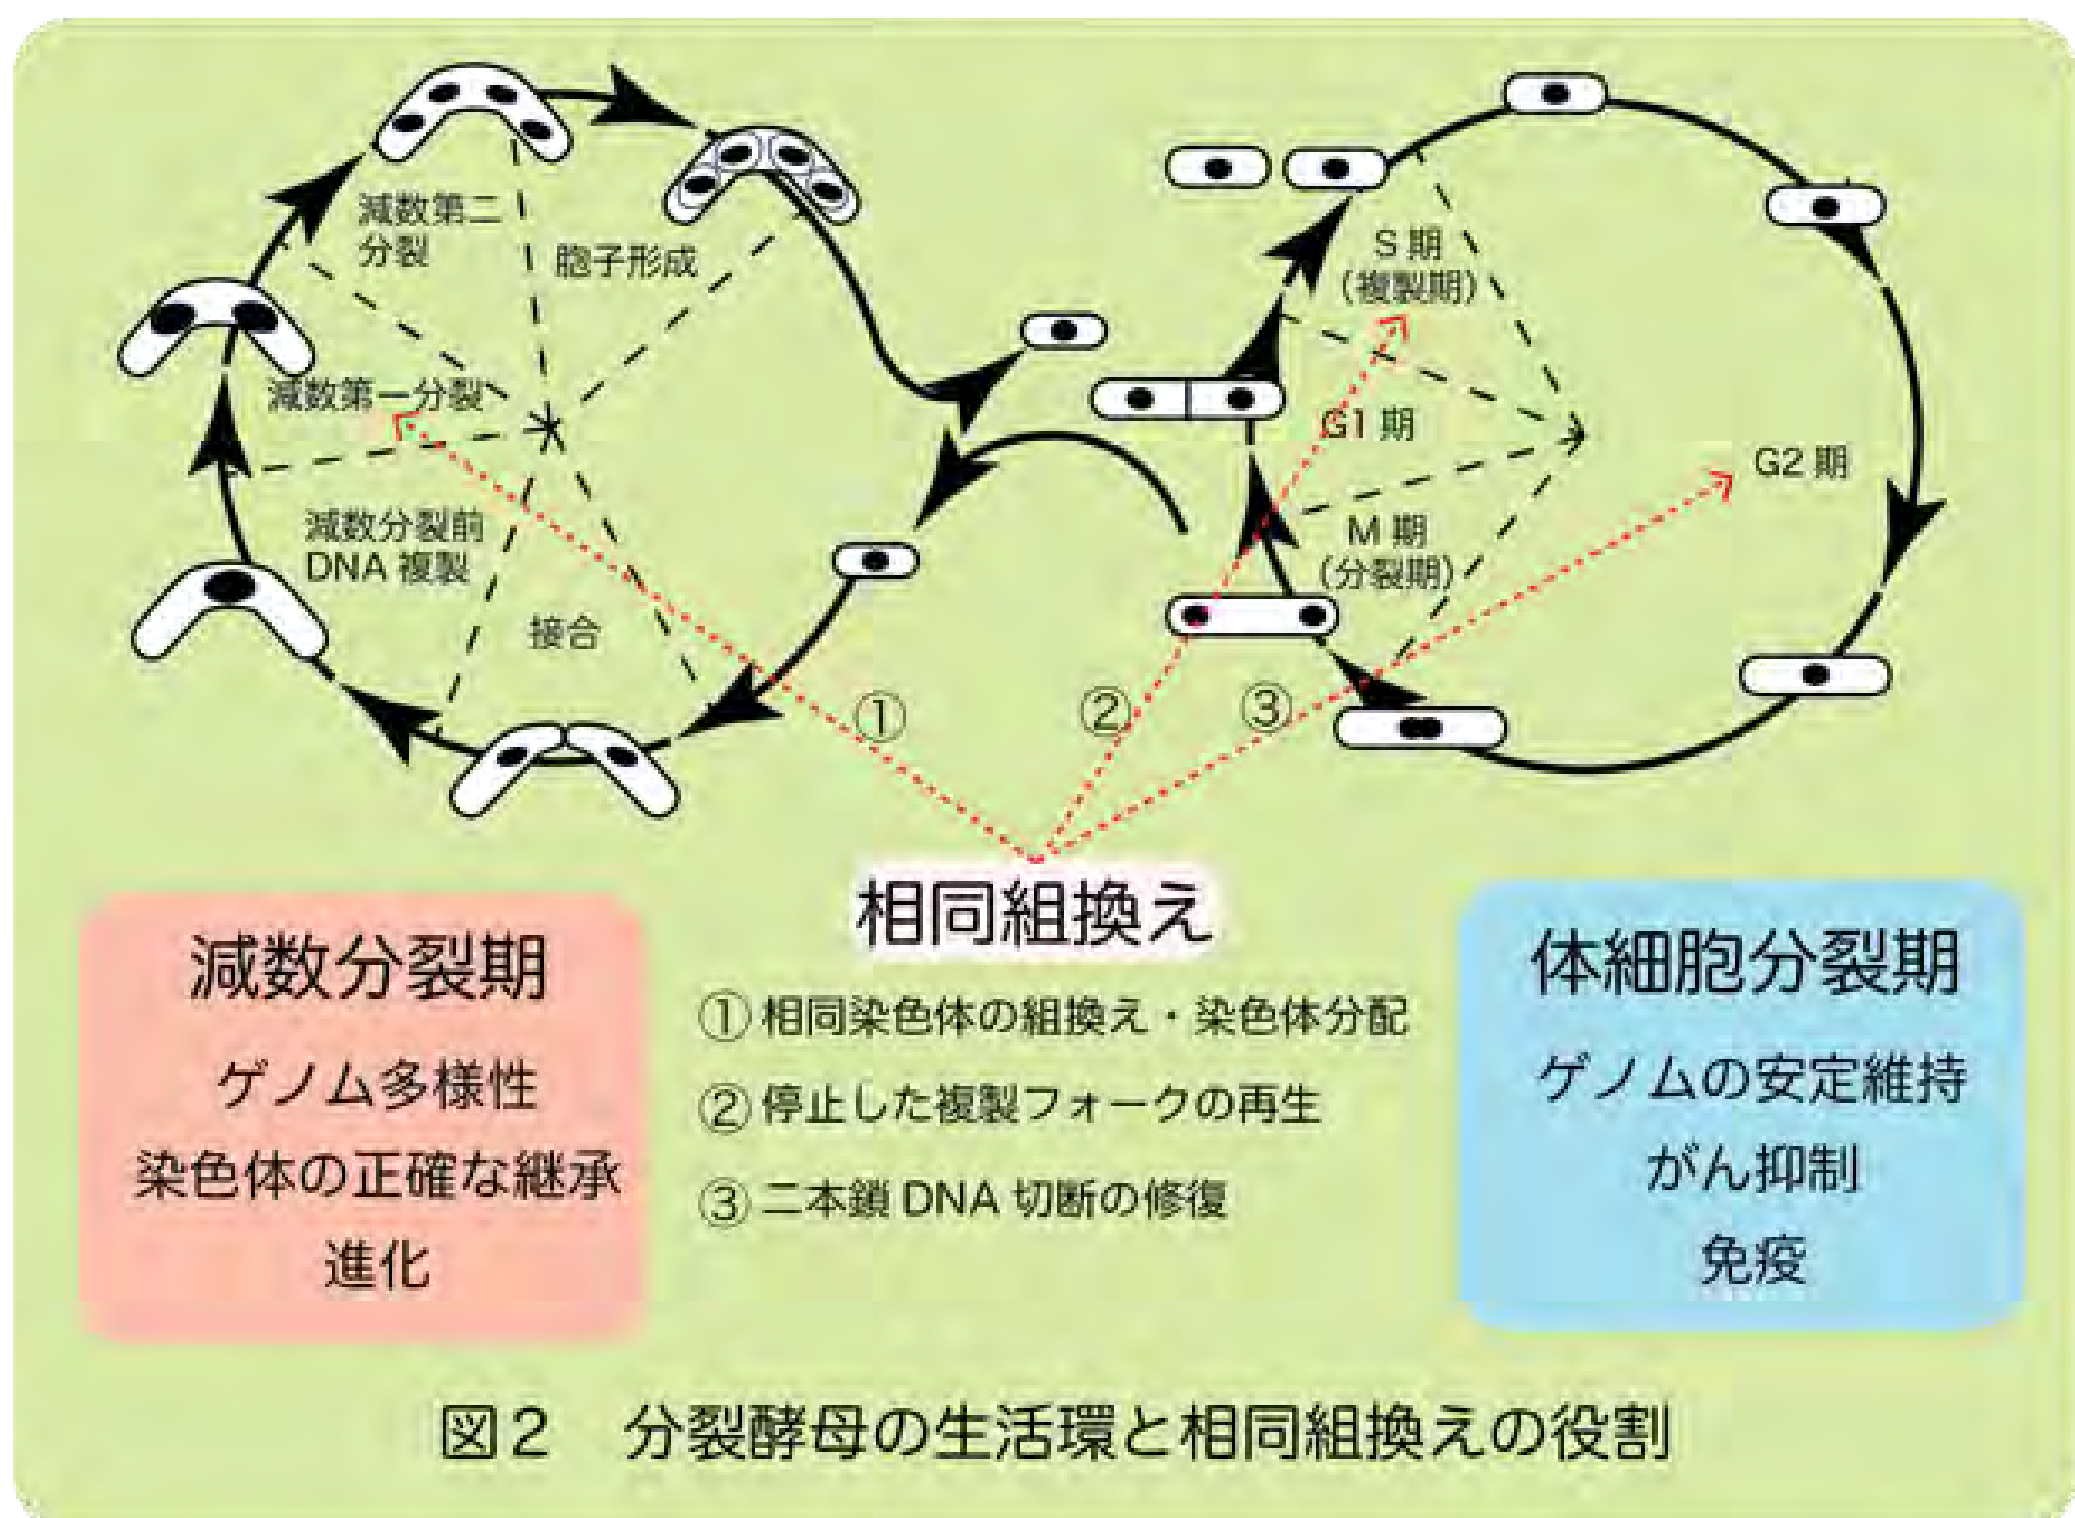 減数第二
分裂
胞子形成
減数第一分裂
減数分裂前
DNA 複製
接合
S 期
(複製期)
G1 期
G2 期
M 期
(分裂期)
①
②
③
相同組換え
①相同染色体の組換え・染色体分配
②停止した複製フォークの再生
③二本鎖 DNA 切断の修復
減数分裂期
ゲノム多様性
染色体の正確な継承
進化
体細胞分裂期
ゲノムの安定維持
がん抑制
免疫
図2　分裂酵母の生活環と相同組換えの役割